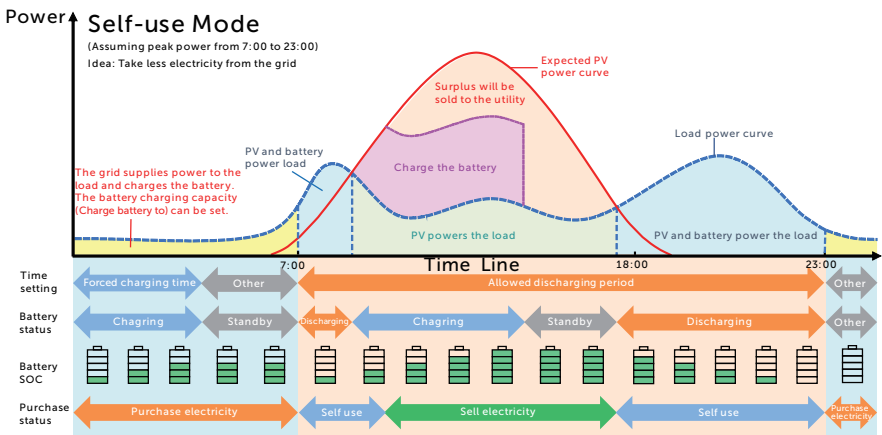 Power
Self-use Mode
(Assuming peak power from 7:00 to 23:00)
Idea: Take less electricity from the grid
Expected PV
power curve
Surplus will be
sold to the utility
Load power curve
PV and battery
power load
Charge the battery
The grid supplies power to the
load and charges the battery.
The battery charging capacity
(Charge battery to) can be set.
PV powers the load
PV and battery power the load
7:00
Time Line
18:00
23:00
Time
setting
Forced charging time
Other
Allowed discharging period
Other
Battery
status
Chagring
Standby
Discharging
Chagring
Standby
Discharging
Other
Battery
SOC
Purchase
status
Purchase electricity
Self use
Sell electricity
Self use
Purchase
electricity